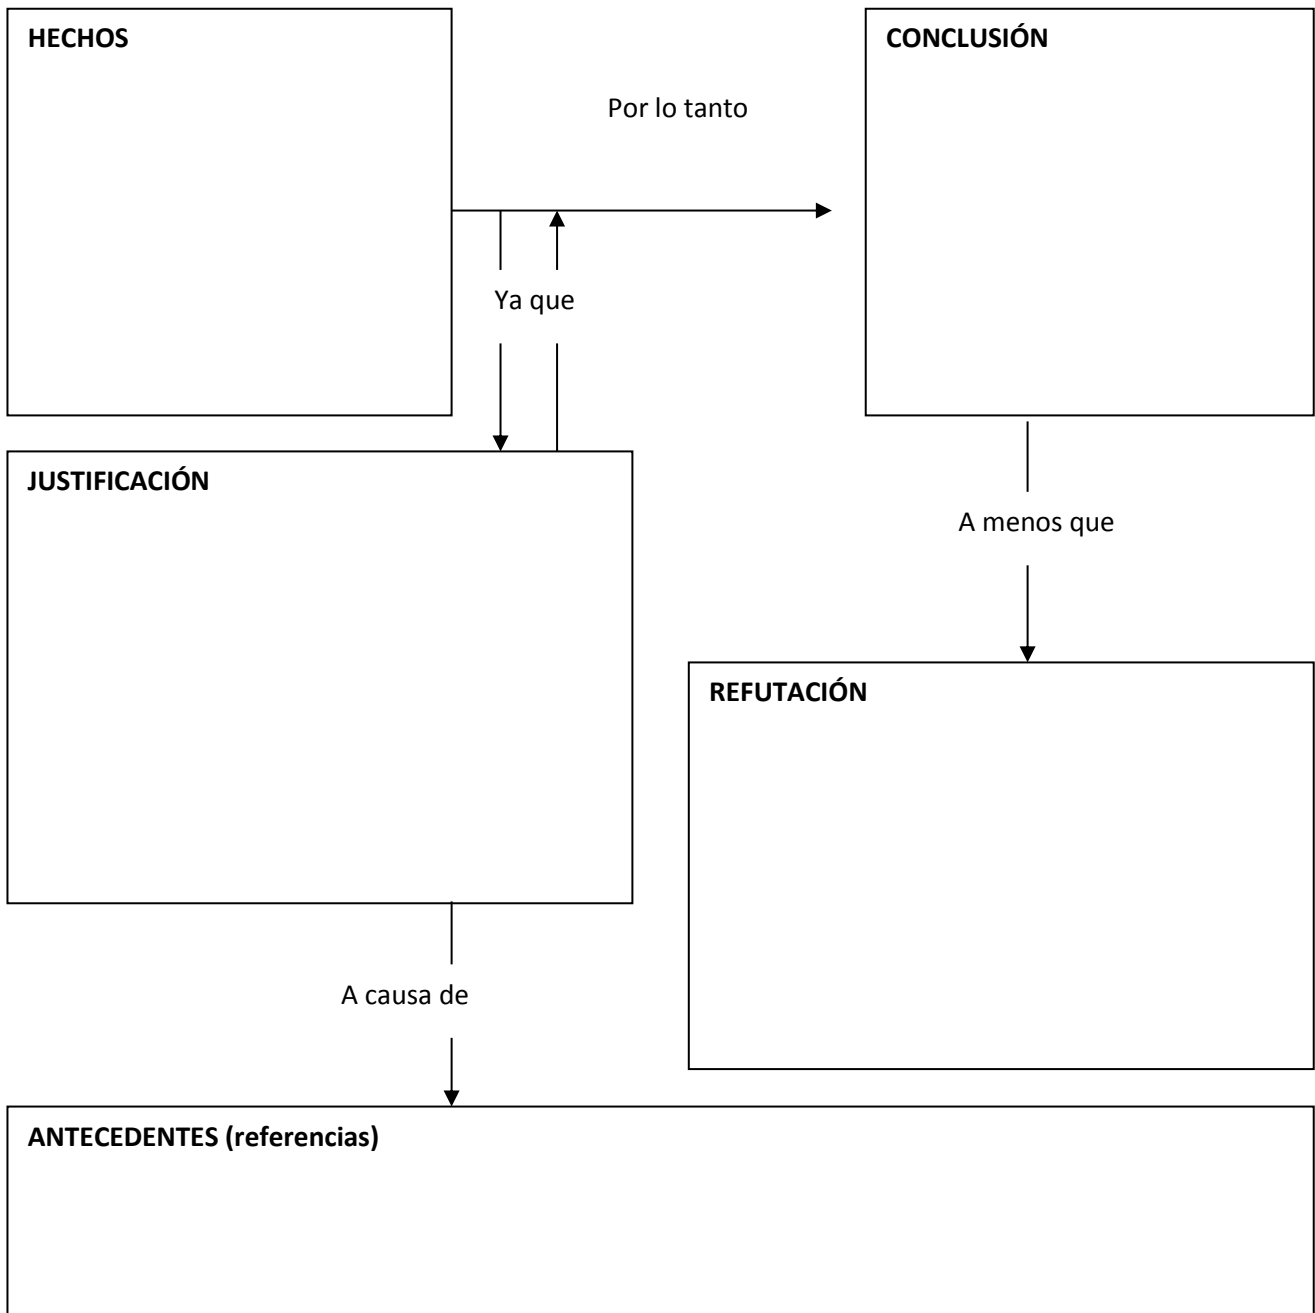 HECHOS
CONCLUSIÓN
Por lo tanto
Ya que
JUSTIFICACIÓN
A menos que
REFUTACIÓN
A causa de
ANTECEDENTES (referencias)